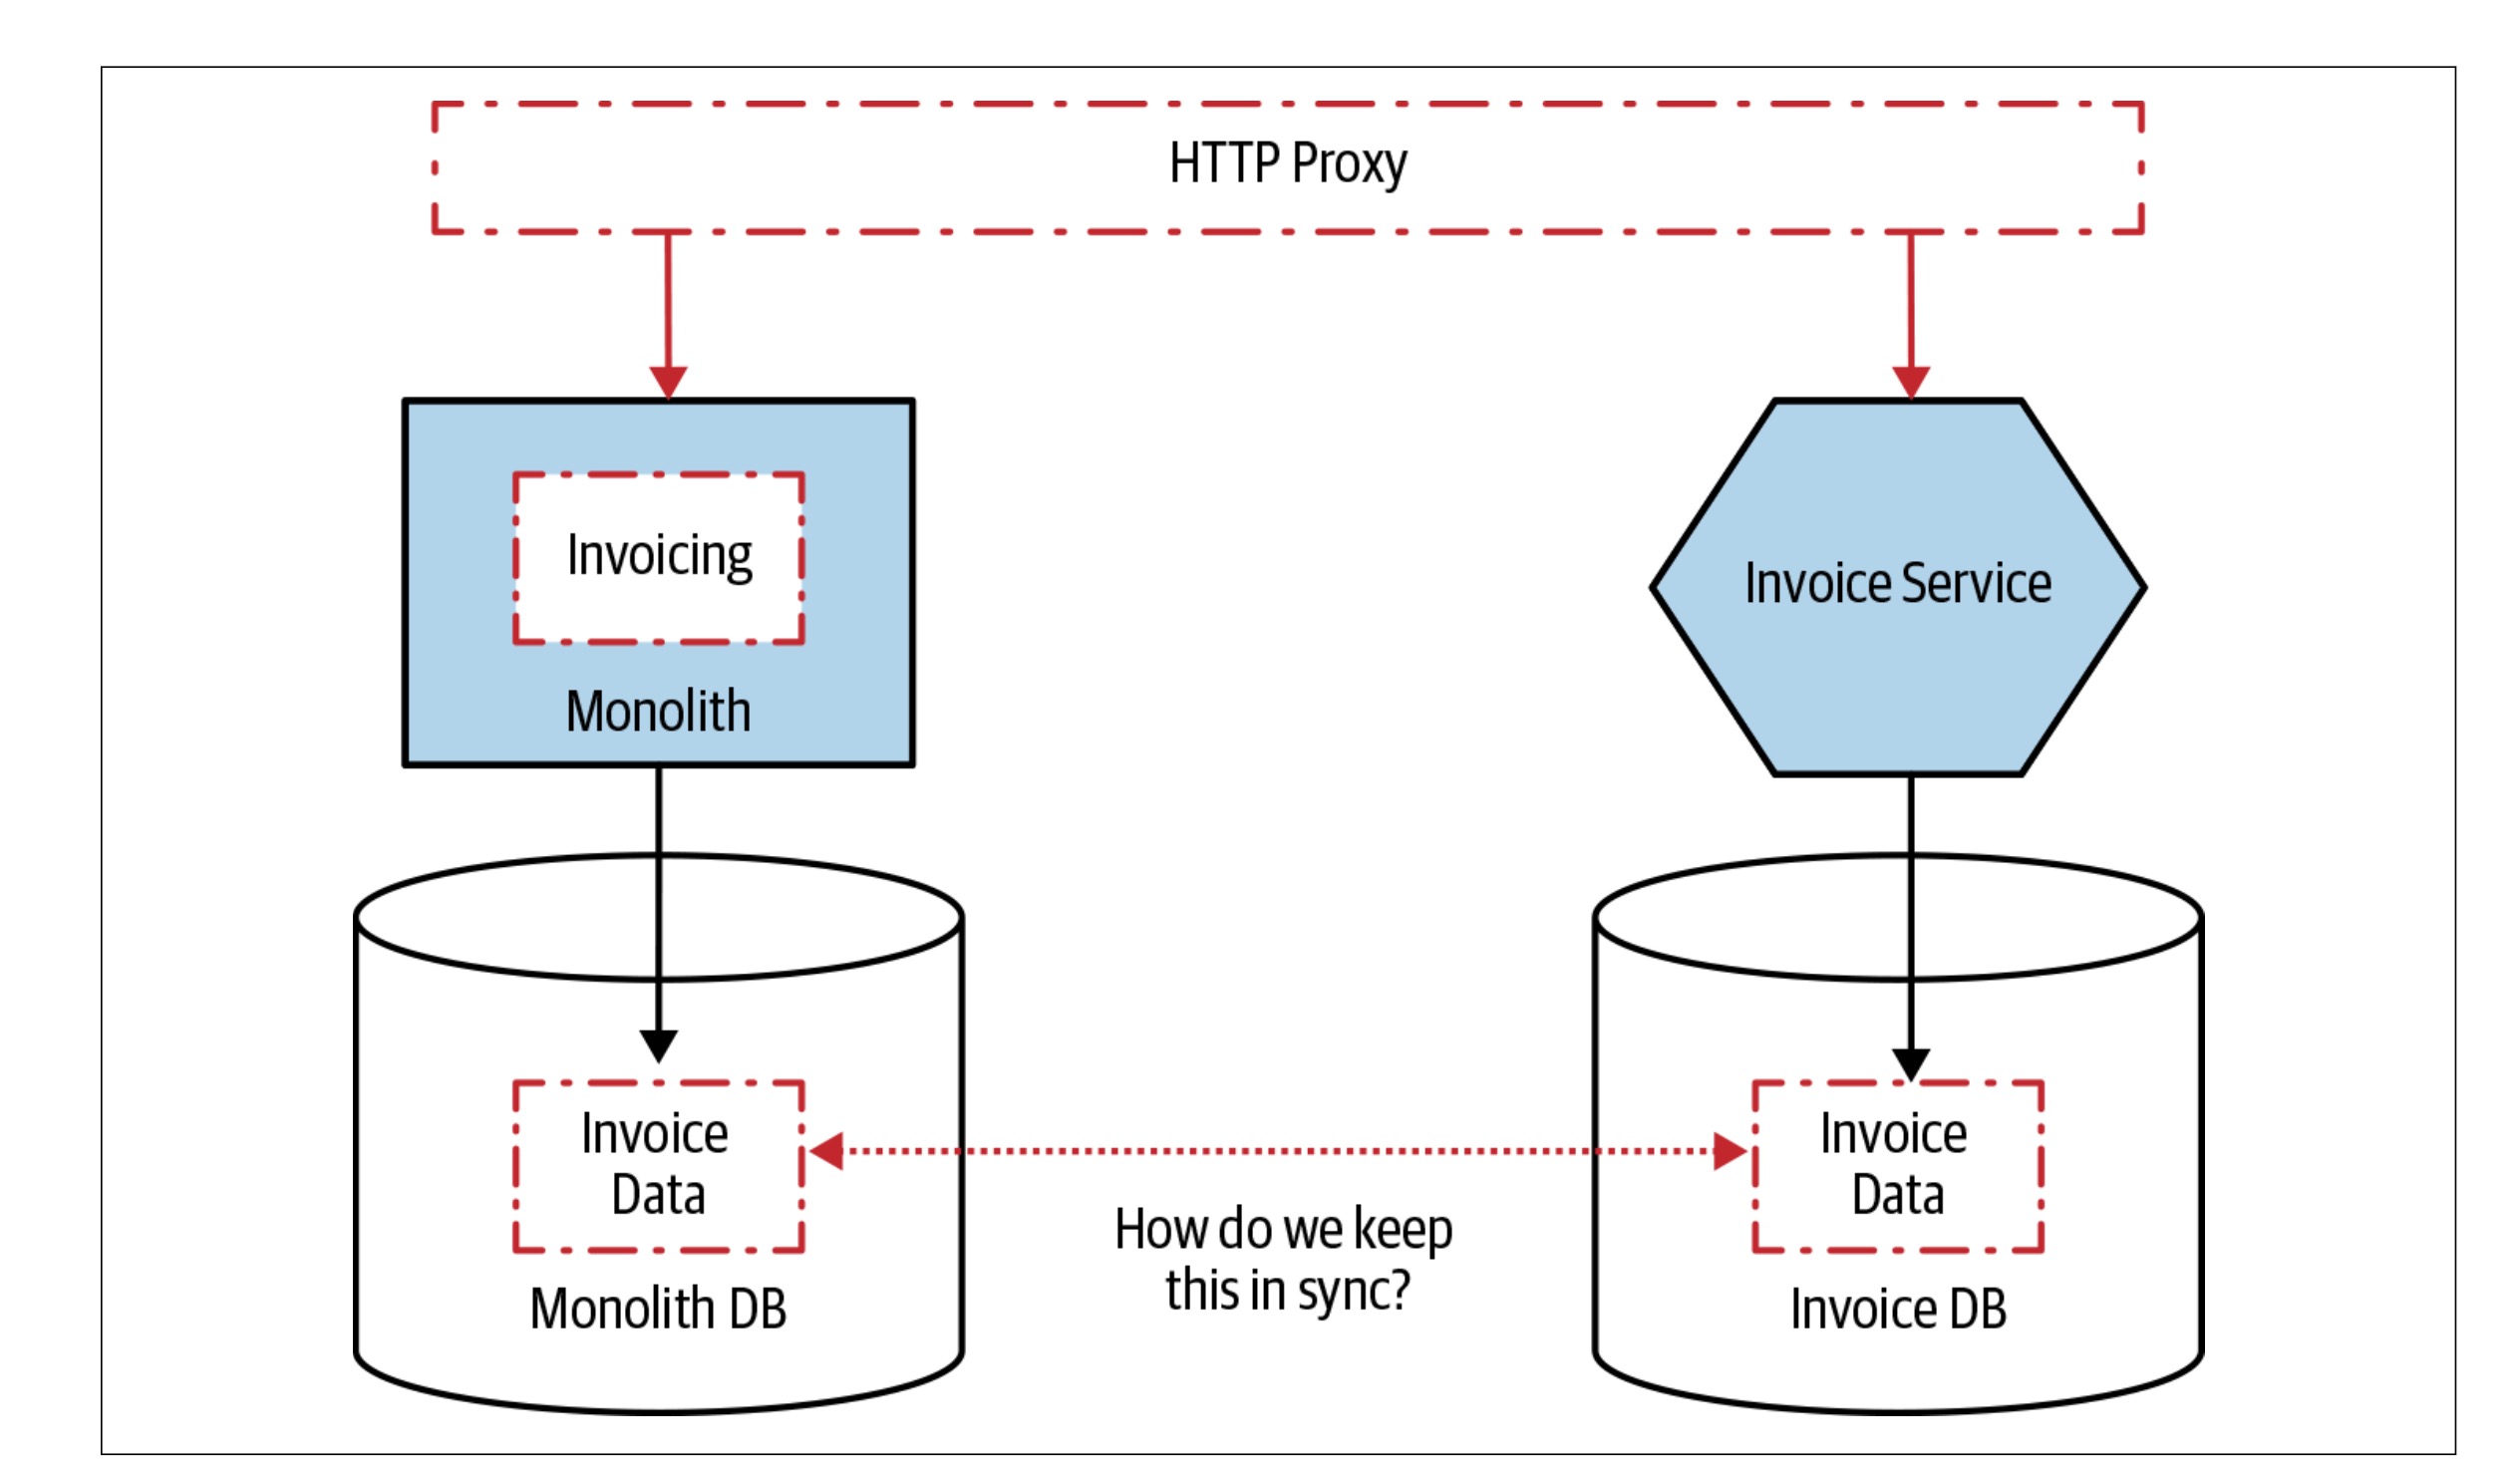 HTTP Proxy
Invoicing
Monolith
Invoice Service
Invoice
Data
Monolith DB
How do we keep
this in sync?
Invoice
Data
Invoice DB